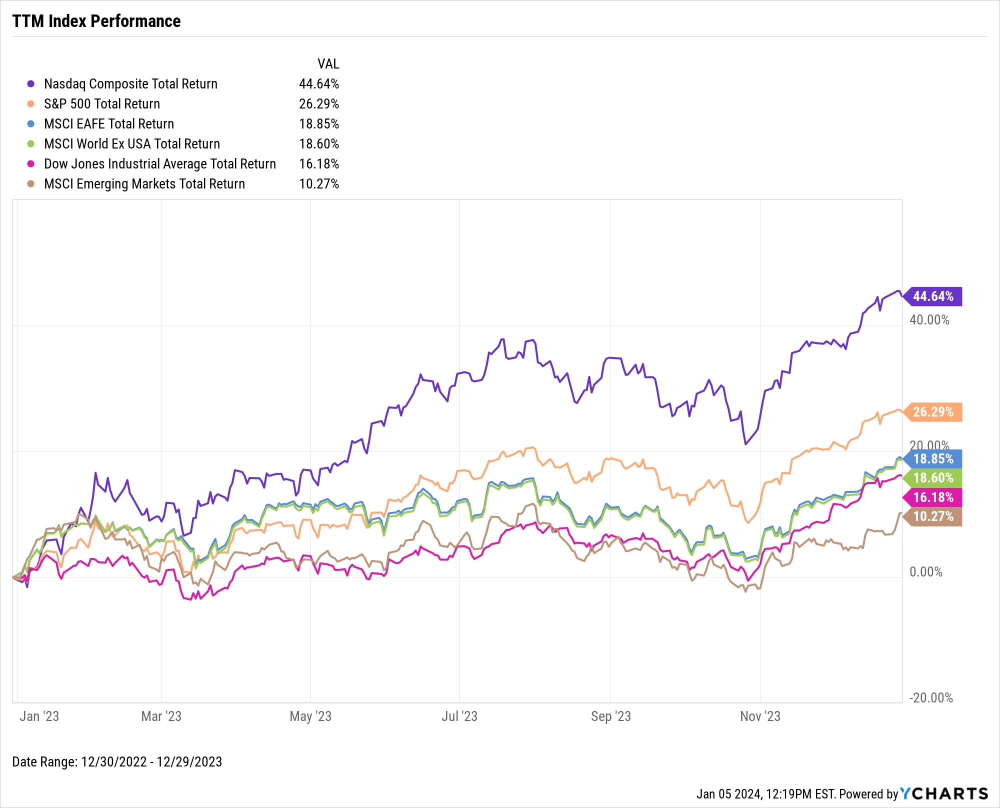 TTM Index Performance
VAL
Nasdaq Composite Total Return 44.64%
S&P 500 Total Return 26.29%
MSCI EAFE Total Return 18.85%
MSCI World Ex USA Total Return 18.60%
Dow Jones Industrial Average Total Return 16.18%
MSCI Emerging Markets Total Return 10.27%
44.64%
40.00%
26.29%
20.00%
18.85%
18.60%
16.18%
10.27%
0.00%
-20.00%
Jan '23 Mar '23 May '23 Jul '23 Sep '23 Nov '23
Date Range: 12/30/2022 - 12/29/2023
Jan 05 2024, 12:19PM EST. Powered by YCHARTS